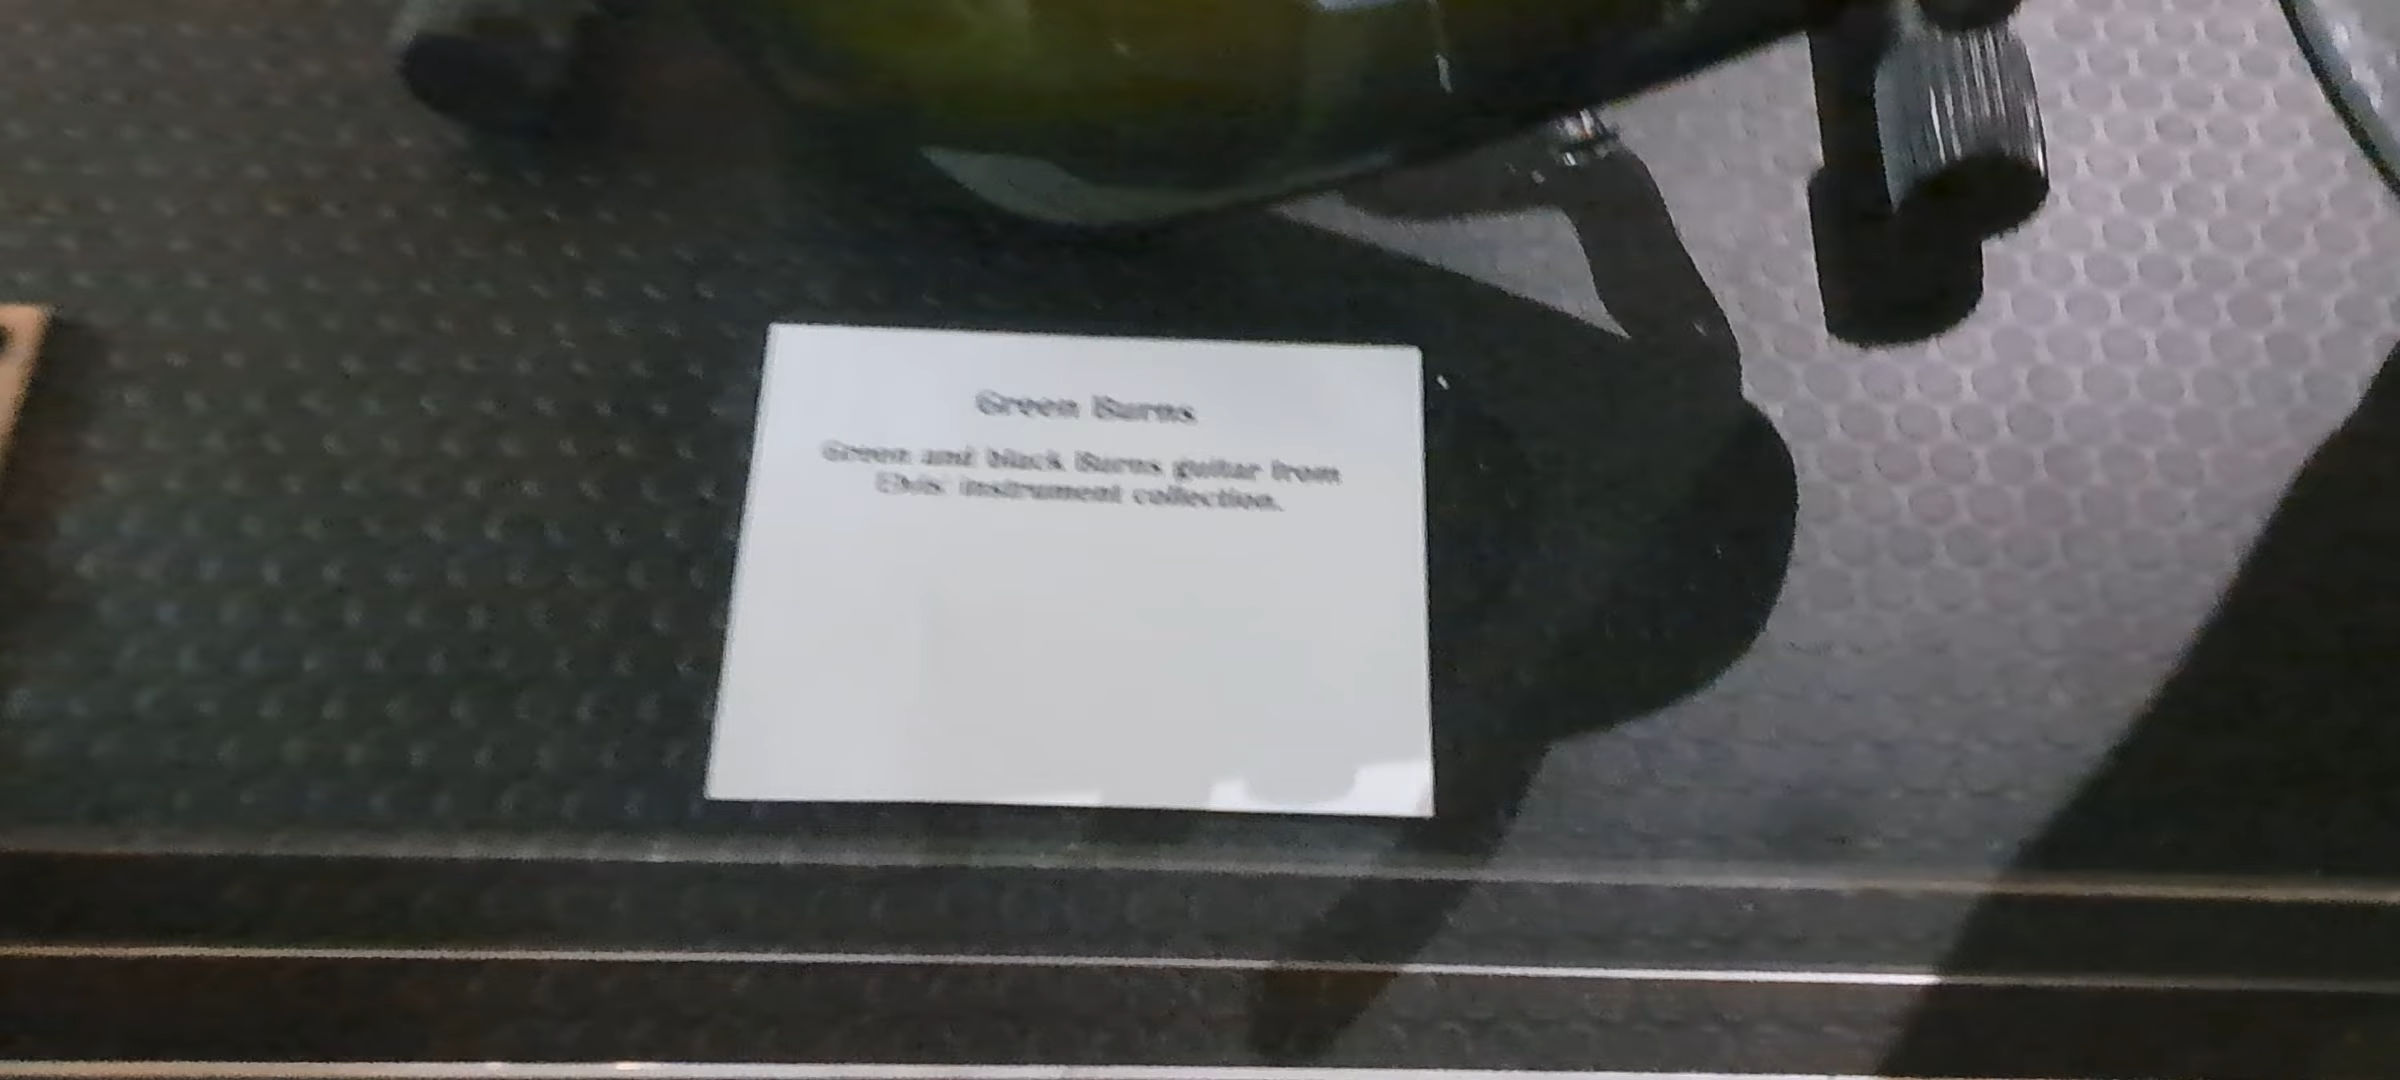 Green Burns
Green and black Burns guitar from
Elvis' instrument collection.